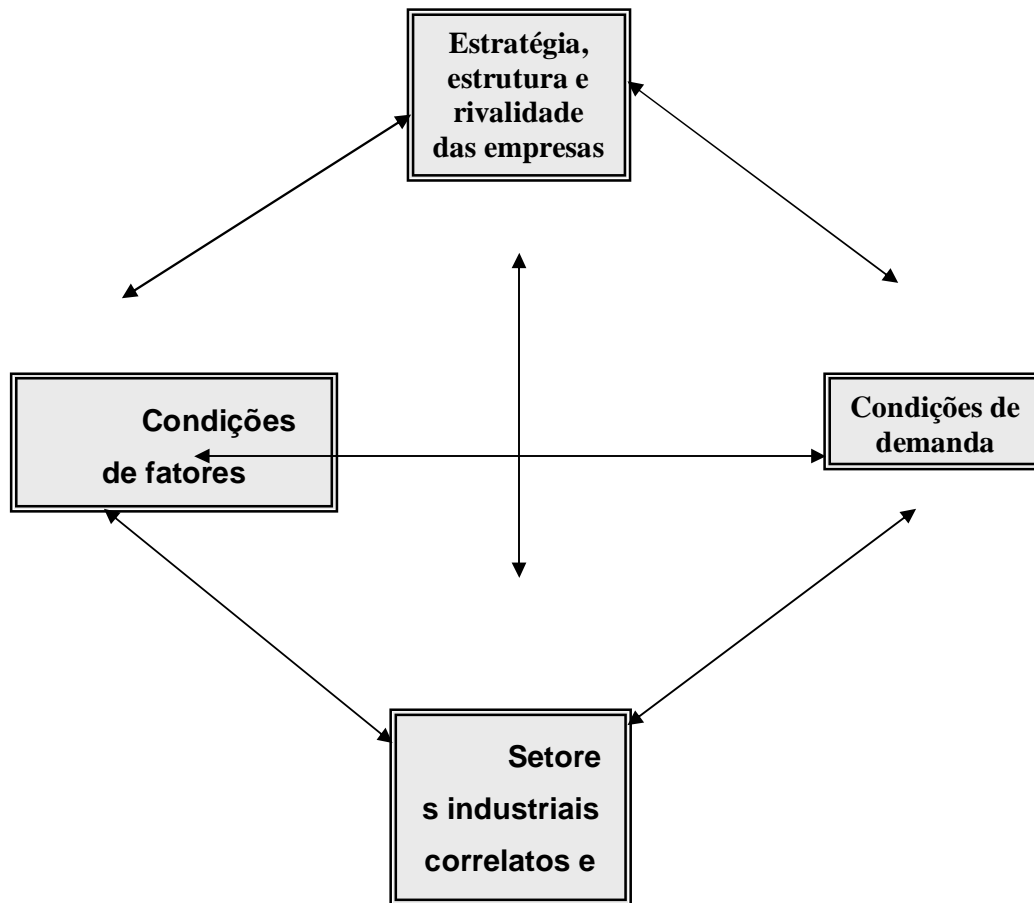 Estratégia,
estrutura e
rivalidade
das empresas
Condições
de fatores
Condições de
demanda
Setore
s industriais
correlatos e